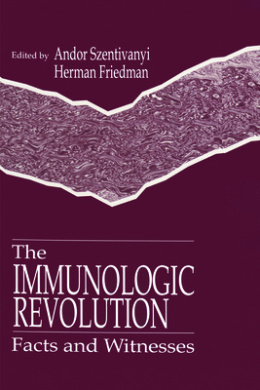 Edited by Andor Szentivanyi
Herman Friedman
The
IMMUNOLOGIC
REVOLUTION
Facts and Witnesses